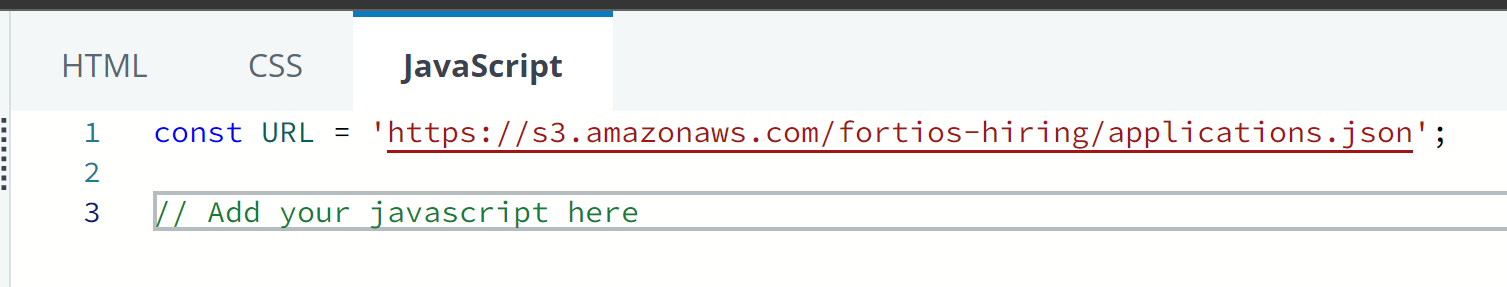 HTML CSS JavaScript
1 const URL = 'https://s3.amazonaws.com/fortios-hiring/applications.json';
2
3 // Add your javascript here